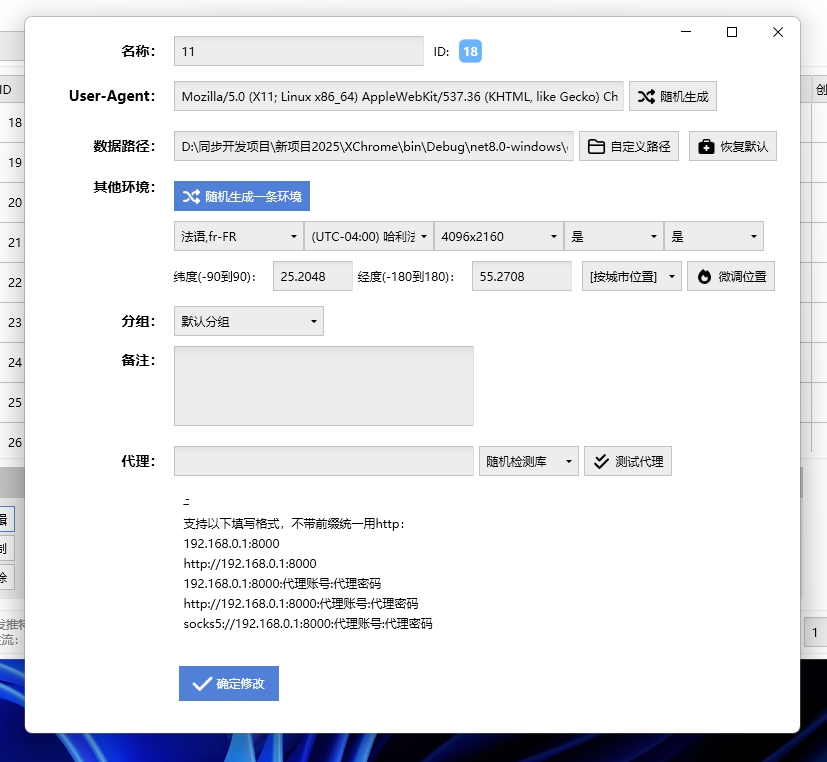 名称： 11 ID: 18
User-Agent: Mozilla/5.0 (X11; Linux x86_64) AppleWebKit/537.36 (KHTML, like Gecko) Ch 随机生成
数据路径： D:\同步开发项目\新项目2025\XChrome\bin\Debug\net8.0-windows\ 自定义路径 恢复默认
其他环境： 随机生成一条环境
法语,fr-FR (UTC-04:00) 哈利法 4096x2160 是 是
纬度(-90到90)： 25.2048 经度(-180到180)： 55.2708 [按城市位置] 微调位置
分组： 默认分组
备注：
代理： 随机检测库 测试代理
-
支持以下填写格式，不带前缀统一用http：
192.168.0.1:8000
http://192.168.0.1:8000
192.168.0.1:8000:代理账号:代理密码
http://192.168.0.1:8000:代理账号:代理密码
socks5://192.168.0.1:8000:代理账号:代理密码
确定修改
ID
18
19
20
21
22
23
24
25
26
创
1